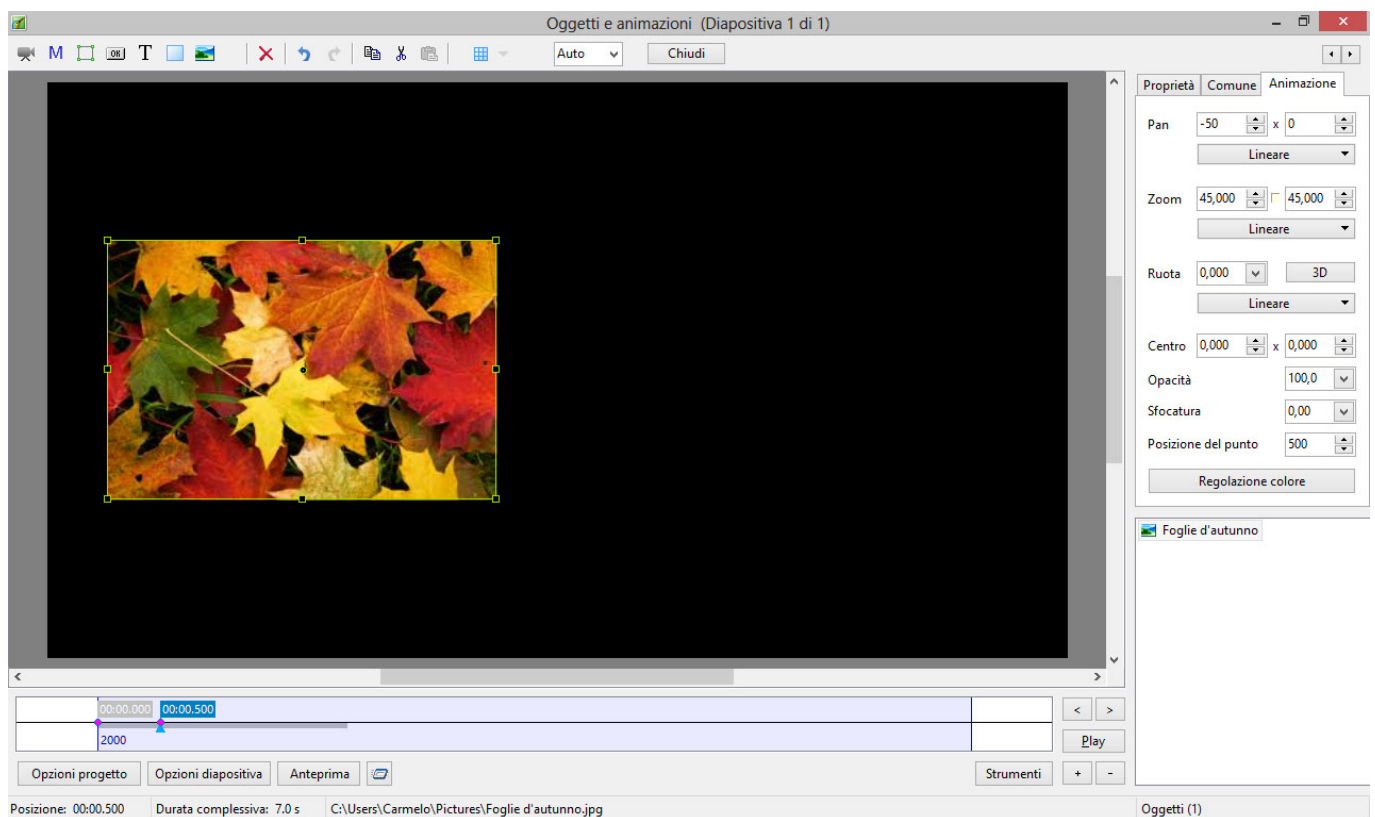 Oggetti e animazioni (Diapositiva 1 di 1)
M OK T Auto Chiudi
Proprietà Comune Animazione
Pan -50 x 0
Lineare
Zoom 45,000 45,000
Lineare
Ruota 0,000 3D
Lineare
Centro 0,000 x 0,000
Opacità 100,0
Sfocatura 0,00
Posizione del punto 500
Regolazione colore
Foglie d'autunno
00:00.000 00:00.500
2000
< >
Play
Opzioni progetto Opzioni diapositiva Anteprima Strumenti + -
Posizione: 00:00.500 Durata complessiva: 7.0 s C:\Users\Carmelo\Pictures\Foglie d'autunno.jpg Oggetti (1)